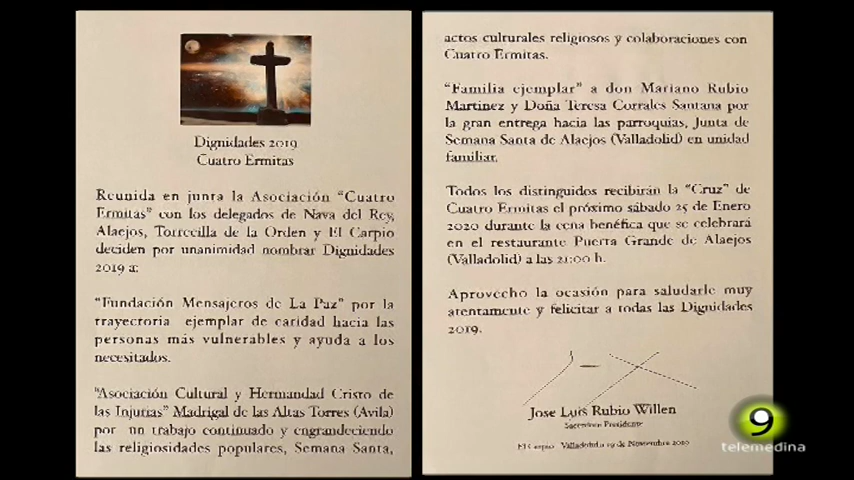 Dignidades 2019
Cuatro Ermitas
Reunida en junta la Asociación "Cuatro
Ermitas" con los delegados de Nava del Rey,
Alaejos, Torrecilla de la Orden y El Carpio
deciden por unanimidad nombrar Dignidades
2019 a:
"Fundación Mensajeros de La Paz" por la
trayectoria ejemplar de caridad hacia las
personas más vulnerables y ayuda a los
necesitados.
"Asociación Cultural y Hermandad Cristo de
las Injurias" Madrigal de las Altas Torres (Avila)
por un trabajo continuado y engrandeciendo
las religiosidades populares, Semana Santa,
actos culturales religiosos y colaboraciones con
Cuatro Ermitas.
"Familia ejemplar" a don Mariano Rubio
Martinez y Doña Teresa Corrales Santana por
la gran entrega hacia las parroquias, Junta de
Semana Santa de Alaejos (Valladolid) en unidad
familiar.
Todos los distinguidos recibirán la "Cruz" de
Cuatro Ermitas el próximo sábado 25 de Enero
2020 durante la cena benéfica que se celebrará
en el restaurante Puerta Grande de Alaejos
(Valladolid) a las 21:00 h.
Aprovecho la ocasión para saludarle muy
atentamente y felicitar a todas las Dignidades
2019.
Jose Luis Rubio Willen
Sacerdote Presidente
El Carpio Valladolid 19 de Noviembre
9
telemedina